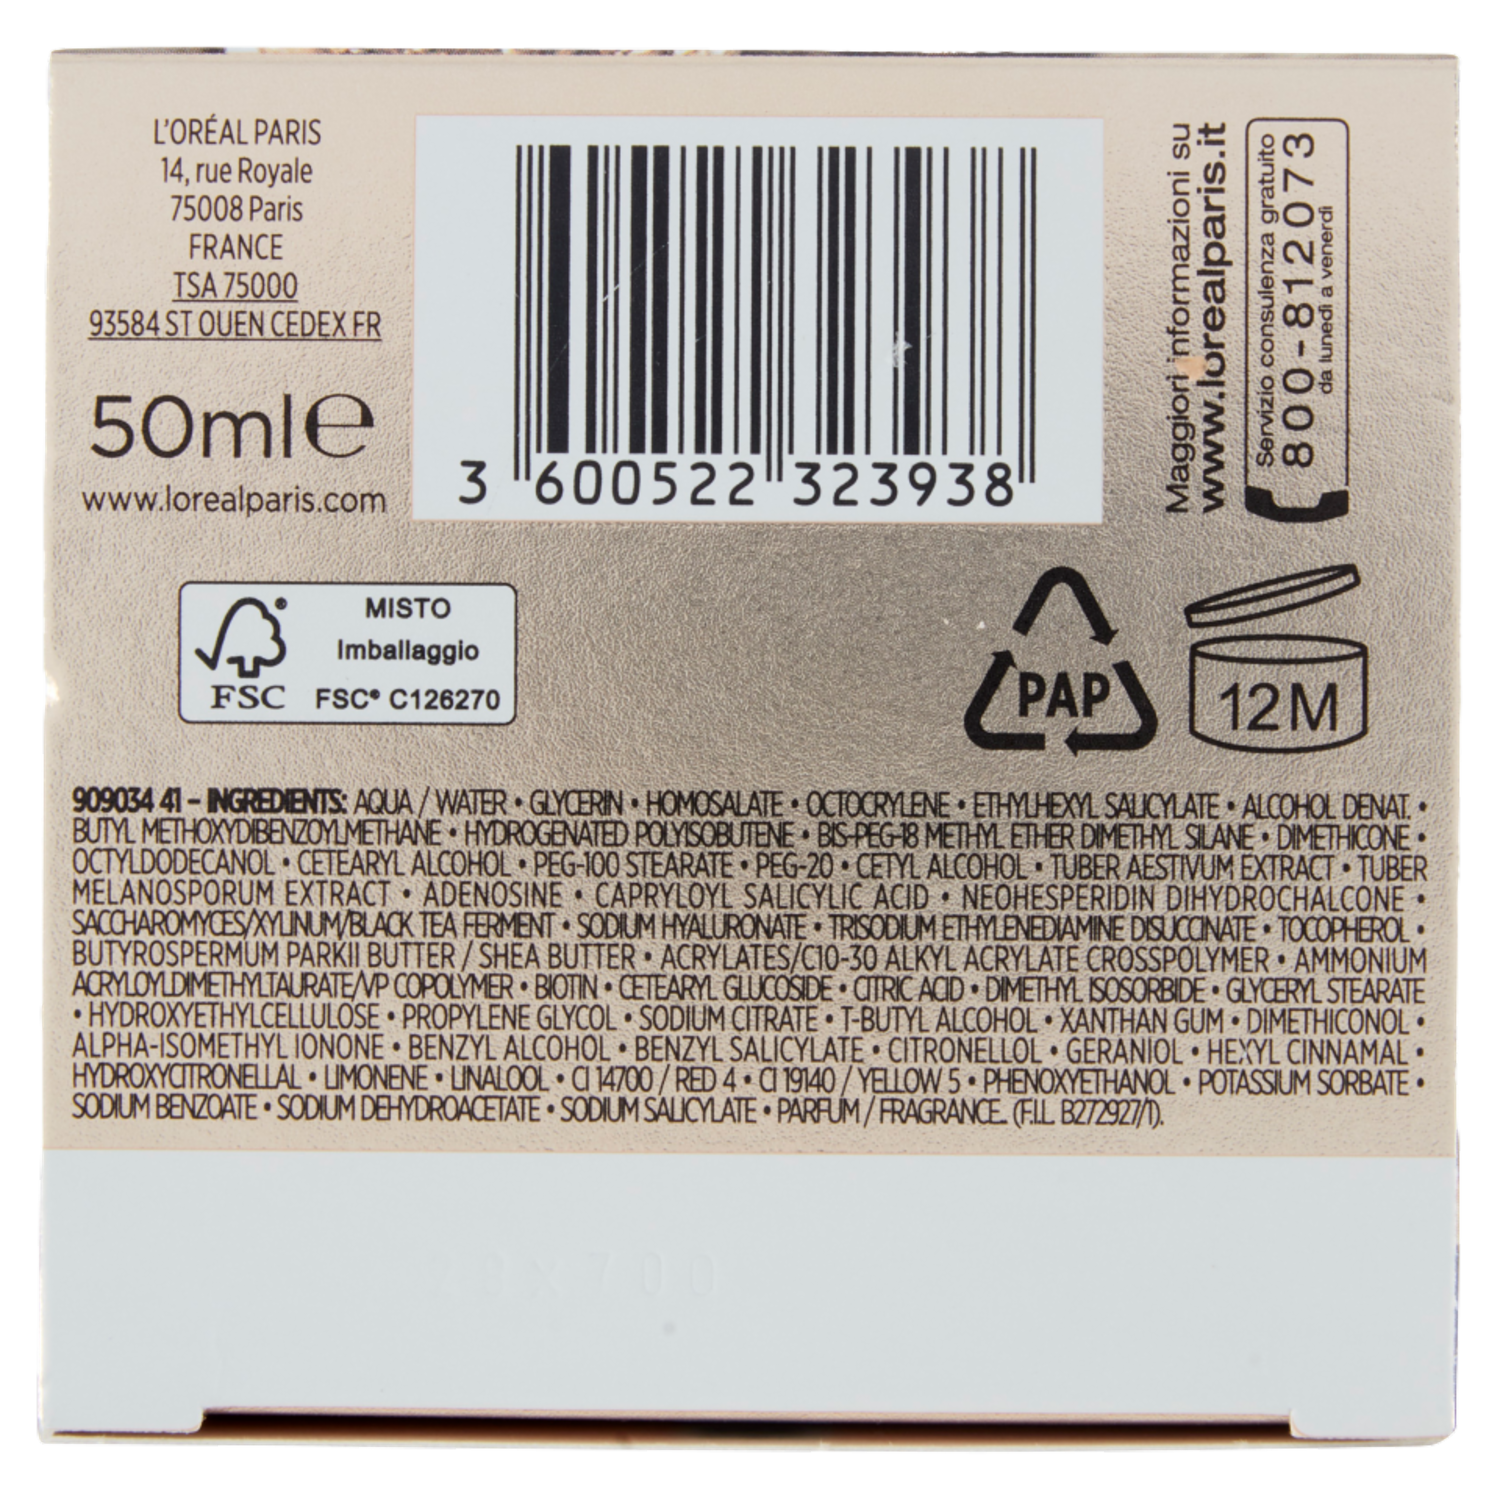 L'ORÉAL PARIS
14, rue Royale
75008 Paris
FRANCE
TSA 75000
93584 ST OUEN CEDEX FR
50ml℮
www.lorealparis.com
3 600522 323938
Maggiori informazioni su
www.lorealparis.it
Servizio consulenza gratuito
800-812073
da lunedì a venerdì
MISTO
Imballaggio
FSC® C126270
FSC
PAP
12M
909034 41 – INGREDIENTS: AQUA / WATER • GLYCERIN • HOMOSALATE • OCTOCRYLENE • ETHYLHEXYL SALICYLATE • ALCOHOL DENAT. •
BUTYL METHOXYDIBENZOYLMETHANE • HYDROGENATED POLYISOBUTENE • BIS-PEG-18 METHYL ETHER DIMETHYL SILANE • DIMETHICONE •
OCTYLDODECANOL • CETEARYL ALCOHOL • PEG-100 STEARATE • PEG-20 • CETYL ALCOHOL • TUBER AESTIVUM EXTRACT • TUBER
MELANOSPORUM EXTRACT • ADENOSINE • CAPRYLOYL SALICYLIC ACID • NEOHESPERIDIN DIHYDROCHALCONE •
SACCHAROMYCES/XYLINUM/BLACK TEA FERMENT • SODIUM HYALURONATE • TRISODIUM ETHYLENEDIAMINE DISUCCINATE • TOCOPHEROL •
BUTYROSPERMUM PARKII BUTTER / SHEA BUTTER • ACRYLATES/C10-30 ALKYL ACRYLATE CROSSPOLYMER • AMMONIUM
ACRYLOYLDIMETHYLTAURATE/VP COPOLYMER • BIOTIN • CETEARYL GLUCOSIDE • CITRIC ACID • DIMETHYL ISOSORBIDE • GLYCERYL STEARATE
• HYDROXYETHYLCELLULOSE • PROPYLENE GLYCOL • SODIUM CITRATE • T-BUTYL ALCOHOL • XANTHAN GUM • DIMETHICONOL •
ALPHA-ISOMETHYL IONONE • BENZYL ALCOHOL • BENZYL SALICYLATE • CITRONELLOL • GERANIOL • HEXYL CINNAMAL •
HYDROXYCITRONELLAL • LIMONENE • LINALOOL • CI 14700 / RED 4 • CI 19140 / YELLOW 5 • PHENOXYETHANOL • POTASSIUM SORBATE •
SODIUM BENZOATE • SODIUM DEHYDROACETATE • SODIUM SALICYLATE • PARFUM / FRAGRANCE. (F.I.L. B272927/1).